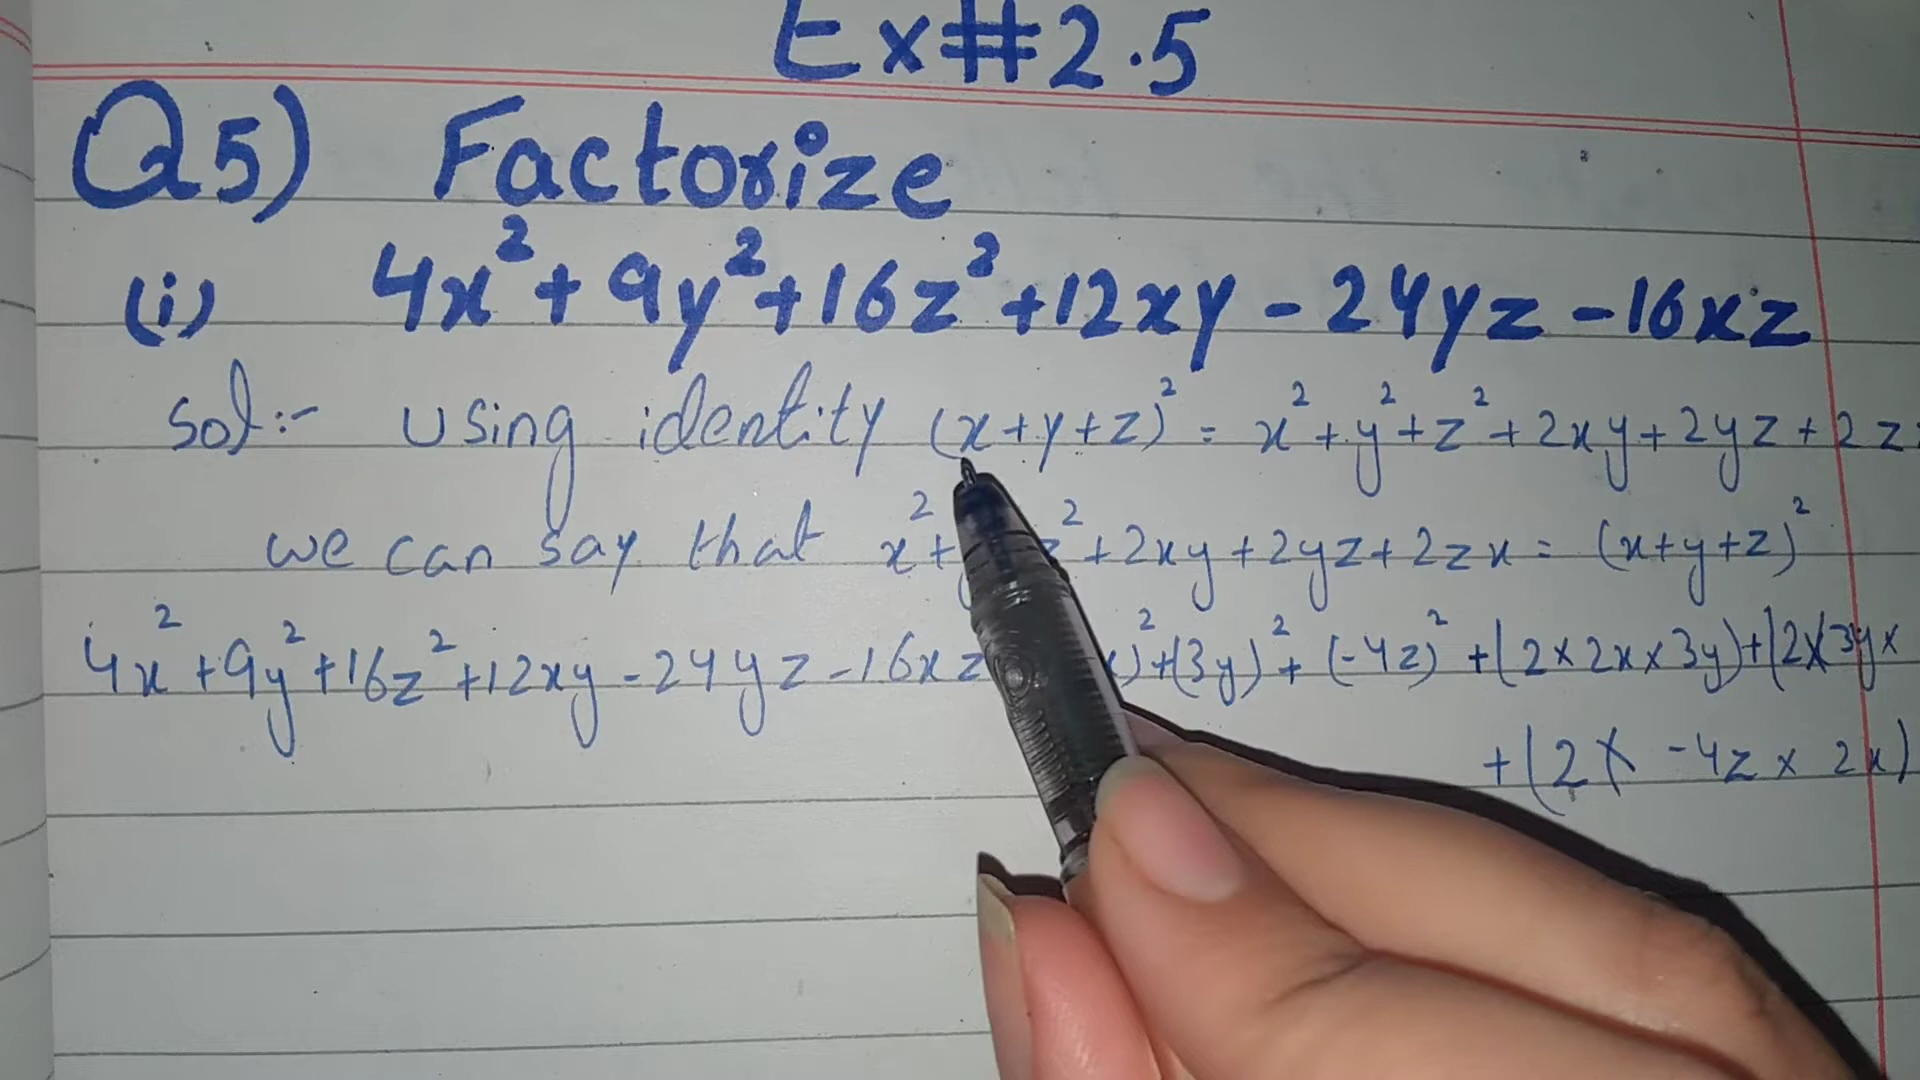 Ex#2.5
Q5) Factorize
(i) 4x²+9y²+16z²+12xy-24yz-16xz
Sol:- Using identity (x+y+z)² = x²+y²+z²+2xy+2yz+2z
we can say that x²+ z²+2xy+2yz+2zx = (x+y+z)²
4x²+9y²+16z²+12xy-24yz-16xz )²+(3y)²+(-4z)²+(2×2x×3y)+(2×3y×
+(2× -4z × 2x)